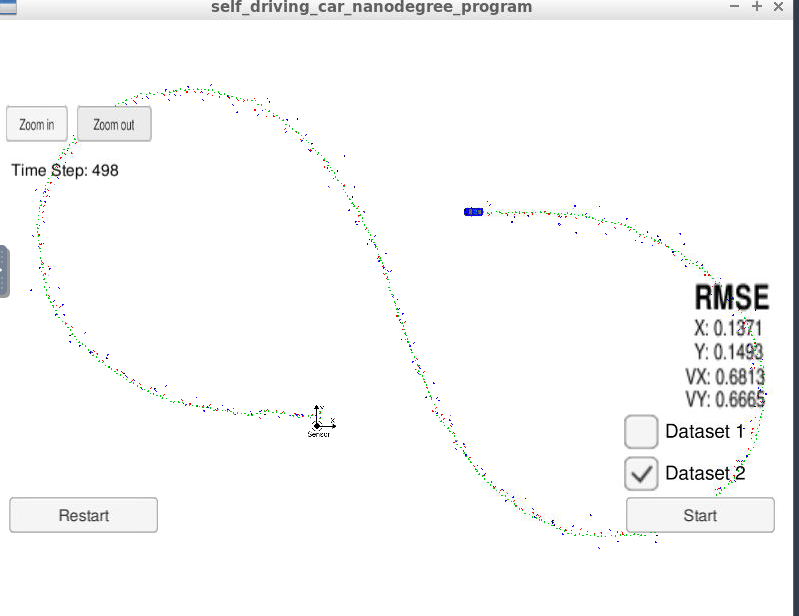 self_driving_car_nanodegree_program
Zoom in
Zoom out
Time Step: 498
RMSE
X: 0.1371
Y: 0.1493
VX: 0.6813
VY: 0.6665
X
Sensor
Dataset 1
Dataset 2
Restart
Start